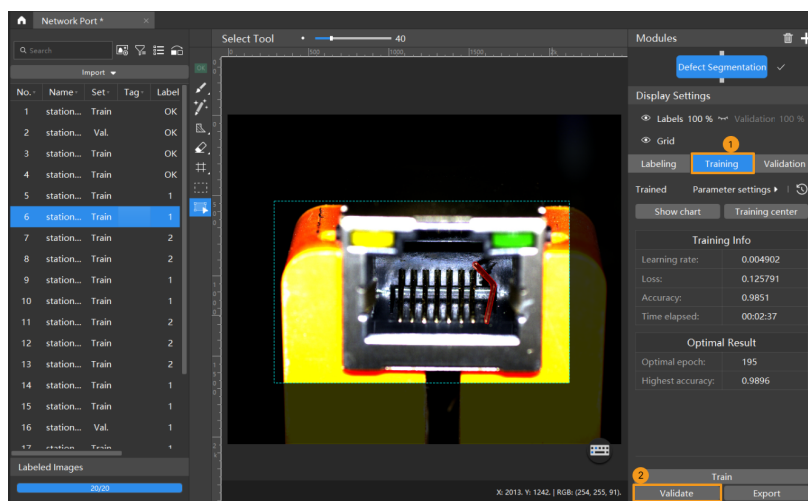 Network Port *
Select Tool
40
Modules
Search
Import
No. Name Set Tag Label
1 station... Train OK
2 station... Val. OK
3 station... Train OK
4 station... Train OK
5 station... Train 1
6 station... Train 1
7 station... Train 2
8 station... Train 2
9 station... Train 1
10 station... Train 1
11 station... Train 2
12 station... Train 2
13 station... Train 2
14 station... Train 1
15 station... Train 1
16 station... Val. 1
17 station... Train 1
Labeled Images
20/20
OK
X: 2013, Y: 1242. | RGB: (254, 255, 91).
Defect Segmentation
Display Settings
Labels 100 % Validation 100 %
Grid
1
Labeling Training Validation
Trained Parameter settings
Show chart Training center
Training Info
Learning rate: 0.004902
Loss: 0.125791
Accuracy: 0.9851
Time elapsed: 00:02:37
Optimal Result
Optimal epoch: 195
Highest accuracy: 0.9896
2
Train
Validate Export